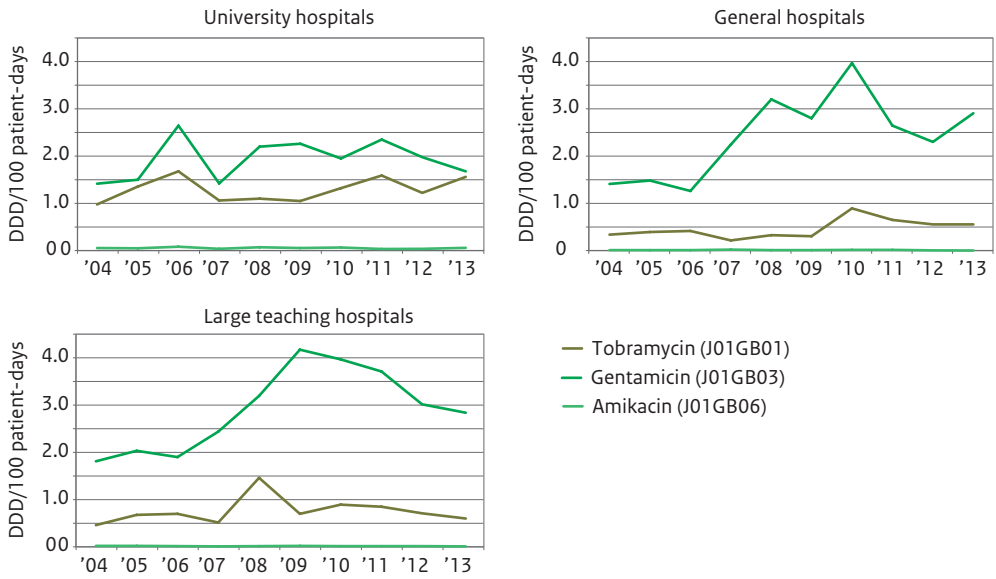 University hospitals
DDD/100 patient-days
4.0
3.0
2.0
1.0
0 0
’04 ’05 ’06 ’07 ’08 ’09 ’10 ’11 ’12 ’13
General hospitals
DDD/100 patient-days
4.0
3.0
2.0
1.0
0
’04 ’05 ’06 ’07 ’08 ’09 ’10 ’11 ’12 ’13
Large teaching hospitals
DDD/100 patient-days
4.0
3.0
2.0
1.0
00
’04 ’05 ’06 ’07 ’08 ’09 ’10 ’11 ’12 ’13
Tobramycin (J01GB01)
Gentamicin (J01GB03)
Amikacin (J01GB06)